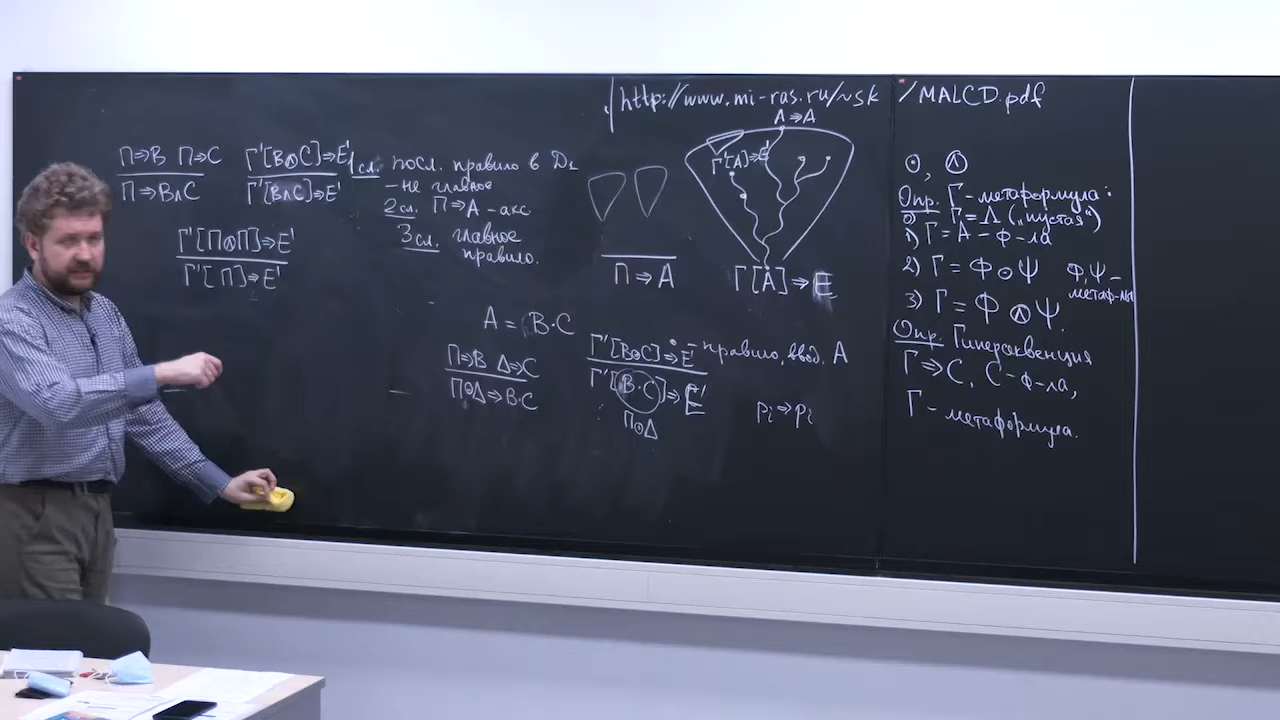 http://www.mi-ras.ru/~sk/MALCD.pdf
Π⇒B Π⇒C
Π⇒B∧C
Γ'[B⨇C]⇒E'
Γ'[B∧C]⇒E'
Γ'[Π⨇Π]⇒E'
Γ'[Π]⇒E'
1сл. посл. правило в D₁
- не главное
2сл. Π⇒A - акс
3сл. главное
правило.
Π⇒A
A⇒A
Γ'[A]⇒E'
Γ[A]⇒E
A = B·C
Π⇒B Δ⇒C
Π⊙Δ⇒B·C
Γ'[B⊙C]⇒E' - правило, ввод. A
Γ'[B·C]⇒E'
Π⊙Δ
pᵢ⇒pᵢ
⊙, ⨇
Опр. Γ-метаформула:
0) Γ=Λ („пустая")
1) Γ=A-ф-ла
2) Γ = Φ⊙Ψ Φ,Ψ -
метаф-лы
3) Γ = Φ⨇Ψ.
Опр. Гиперсеквенция
Γ⇒C, C-ф-ла,
Γ - метаформула.